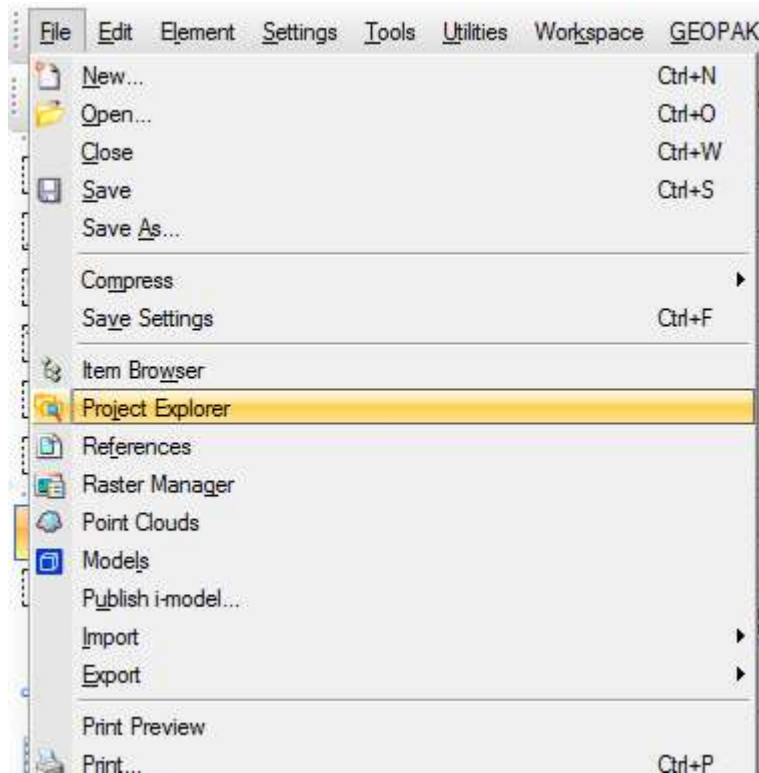 File Edit Element Settings Tools Utilities Workspace GEOPAK
New... Ctrl+N
Open... Ctrl+O
Close Ctrl+W
Save Ctrl+S
Save As...
Compress
Save Settings Ctrl+F
Item Browser
Project Explorer
References
Raster Manager
Point Clouds
Models
Publish i-model...
Import
Export
Print Preview
Print... Ctrl+P